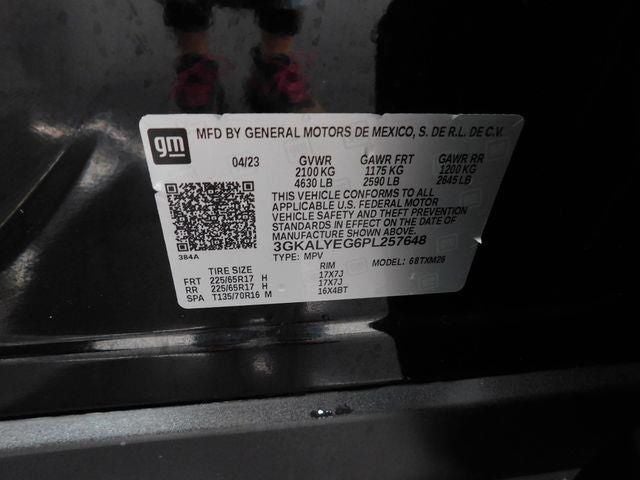 gm
MFD BY GENERAL MOTORS DE MEXICO, S. DE R.L. DE C.V.
04/23 GVWR GAWR FRT GAWR RR
2100 KG 1175 KG 1200 KG
4630 LB 2590 LB 2645 LB
THIS VEHICLE CONFORMS TO ALL
APPLICABLE U.S. FEDERAL MOTOR
VEHICLE SAFETY AND THEFT PREVENTION
STANDARDS IN EFFECT ON THE DATE OF
MANUFACTURE SHOWN ABOVE.
3GKALYEG6PL257648
384A
TYPE: MPV MODEL: 6BTXM26
TIRE SIZE RIM
FRT 225/65R17 H 17X7J
RR 225/65R17 H 17X7J
SPA T135/70R16 M 16X4BT